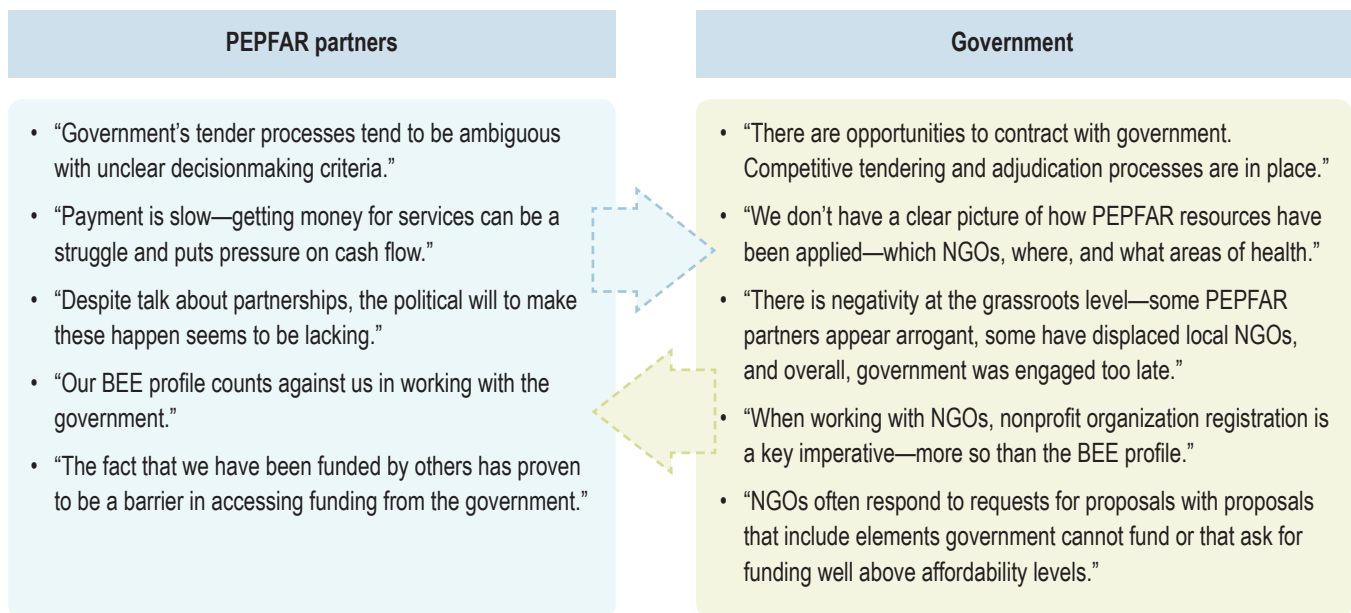 PEPFAR partners
• “Government’s tender processes tend to be ambiguous
with unclear decisionmaking criteria.”
• “Payment is slow—getting money for services can be a
struggle and puts pressure on cash flow.”
• “Despite talk about partnerships, the political will to make
these happen seems to be lacking.”
• “Our BEE profile counts against us in working with the
government.”
• “The fact that we have been funded by others has proven
to be a barrier in accessing funding from the government.”
Government
• “There are opportunities to contract with government.
Competitive tendering and adjudication processes are in place.”
• “We don’t have a clear picture of how PEPFAR resources have
been applied—which NGOs, where, and what areas of health.”
• “There is negativity at the grassroots level—some PEPFAR
partners appear arrogant, some have displaced local NGOs,
and overall, government was engaged too late.”
• “When working with NGOs, nonprofit organization registration is
a key imperative—more so than the BEE profile.”
• “NGOs often respond to requests for proposals with proposals
that include elements government cannot fund or that ask for
funding well above affordability levels.”